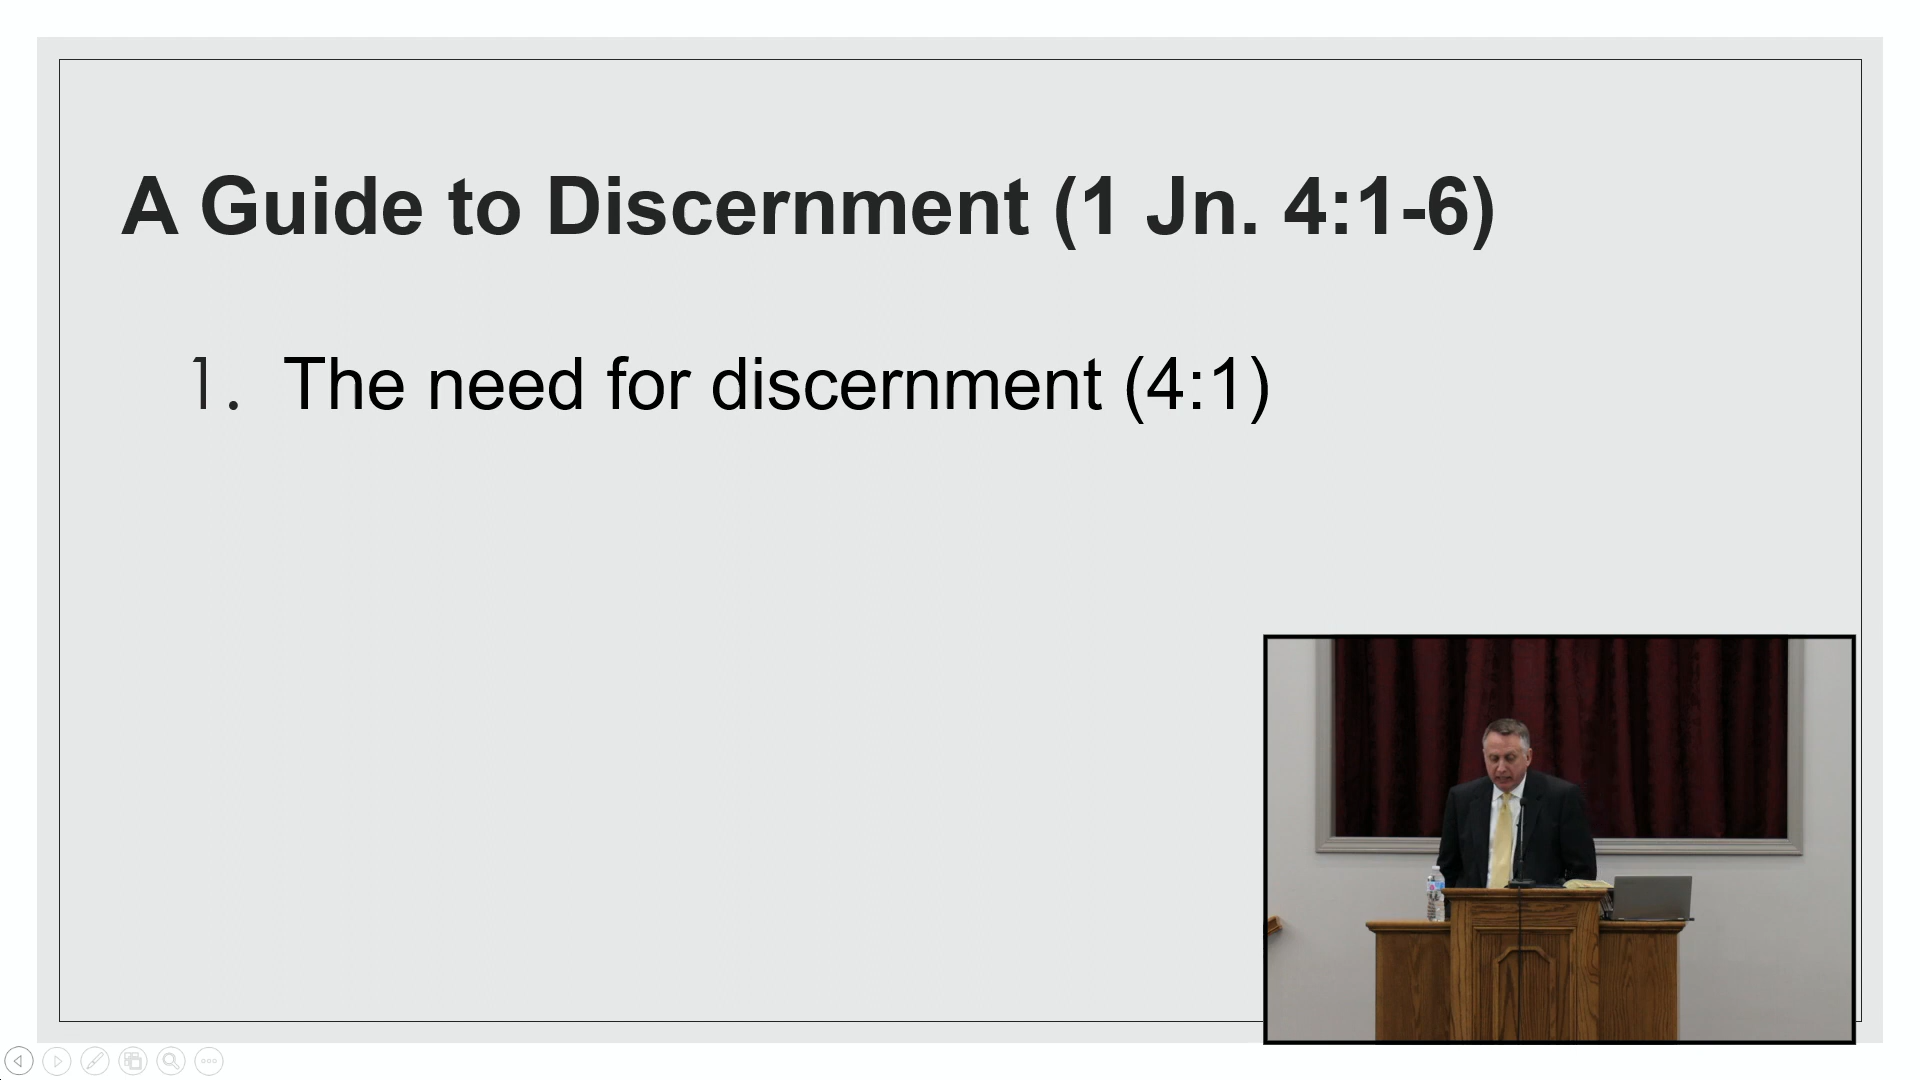 A Guide to Discernment (1 Jn. 4:1-6)
1. The need for discernment (4:1)